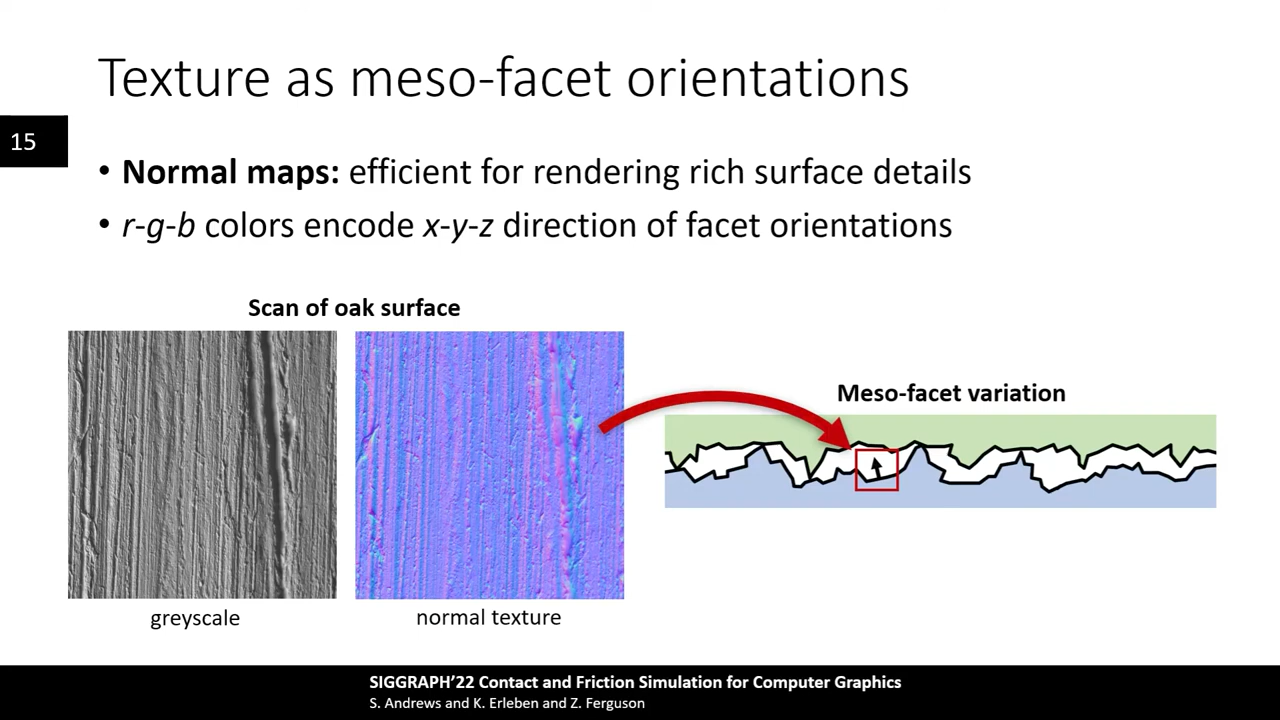 Texture as meso-facet orientations
15
• Normal maps: efficient for rendering rich surface details
• r-g-b colors encode x-y-z direction of facet orientations
Scan of oak surface
greyscale
normal texture
Meso-facet variation
SIGGRAPH'22 Contact and Friction Simulation for Computer Graphics
S. Andrews and K. Erleben and Z. Ferguson